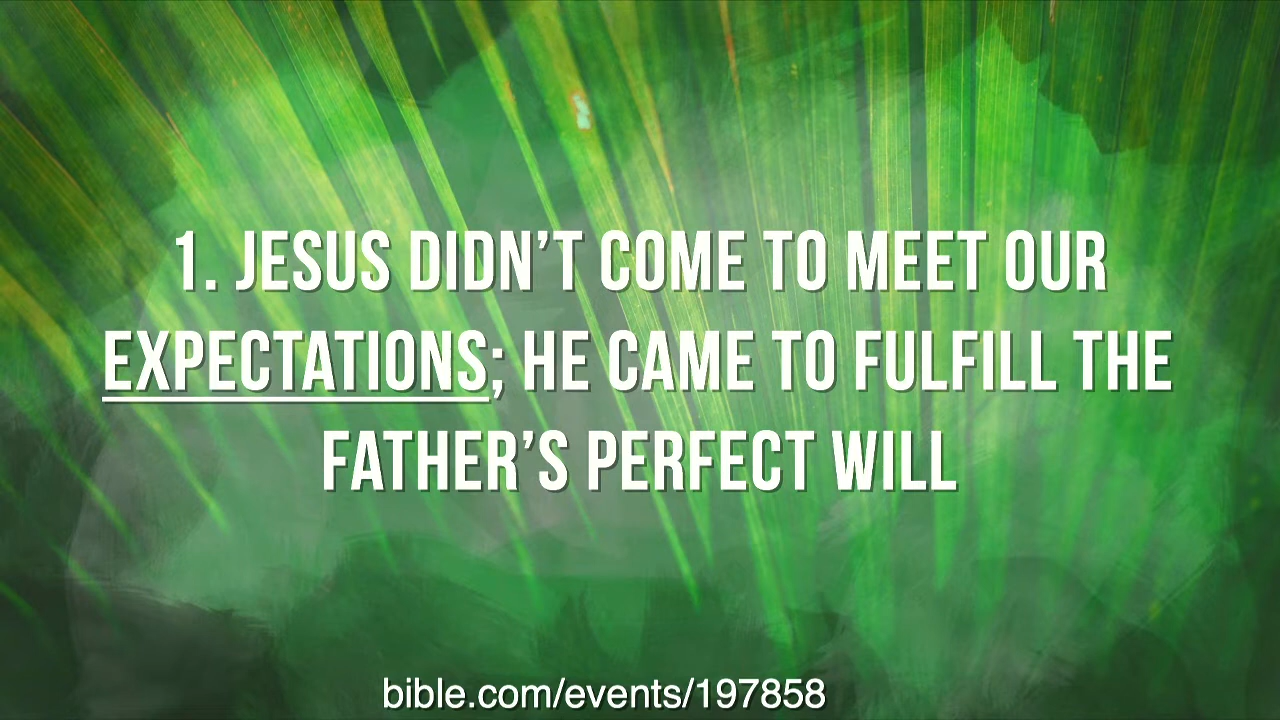 1. JESUS DIDN’T COME TO MEET OUR
EXPECTATIONS; HE CAME TO FULFILL THE
FATHER’S PERFECT WILL
bible.com/events/197858